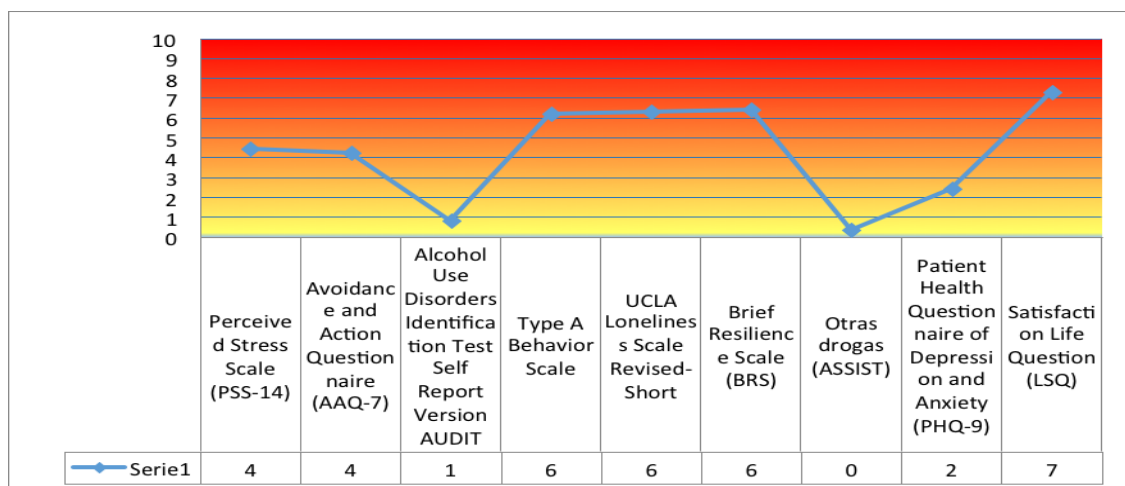 10
9
8
7
6
5
4
3
2
1
0
Perceive
d Stress
Scale
(PSS-14)
Avoidanc
e and
Action
Question
naire
(AAQ-7)
Alcohol
Use
Disorders
Identifica
tion Test
Self
Report
Version
AUDIT
Type A
Behavior
Scale
UCLA
Lonelines
s Scale
Revised-
Short
Brief
Resilienc
e Scale
(BRS)
Otras
drogas
(ASSIST)
Patient
Health
Question
naire of
Depressi
on and
Anxiety
(PHQ-9)
Satisfacti
on Life
Question
(LSQ)
Serie1 4 4 1 6 6 6 0 2 7